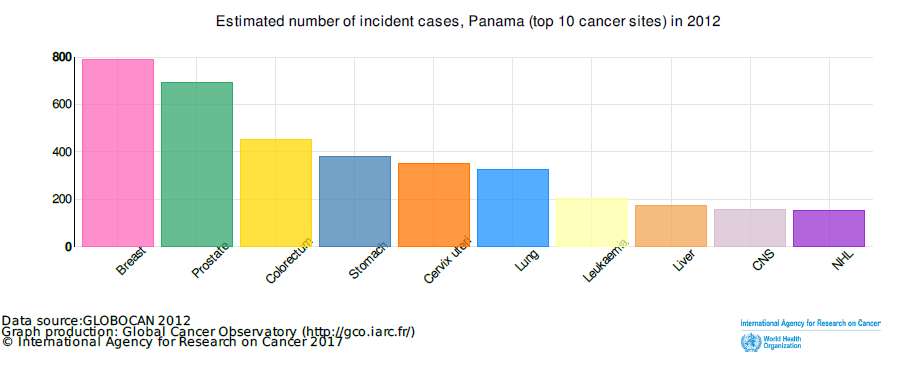 Estimated number of incident cases, Panama (top 10 cancer sites) in 2012
800
600
400
200
0
Breast
Prostate
Colorectum
Stomach
Cervix uteri
Lung
Leukaemia
Liver
CNS
NHL
Data source:GLOBOCAN 2012
Graph production: Global Cancer Observatory (http://gco.iarc.fr/)
© International Agency for Research on Cancer 2017
International Agency for Research on Cancer
World Health
Organization